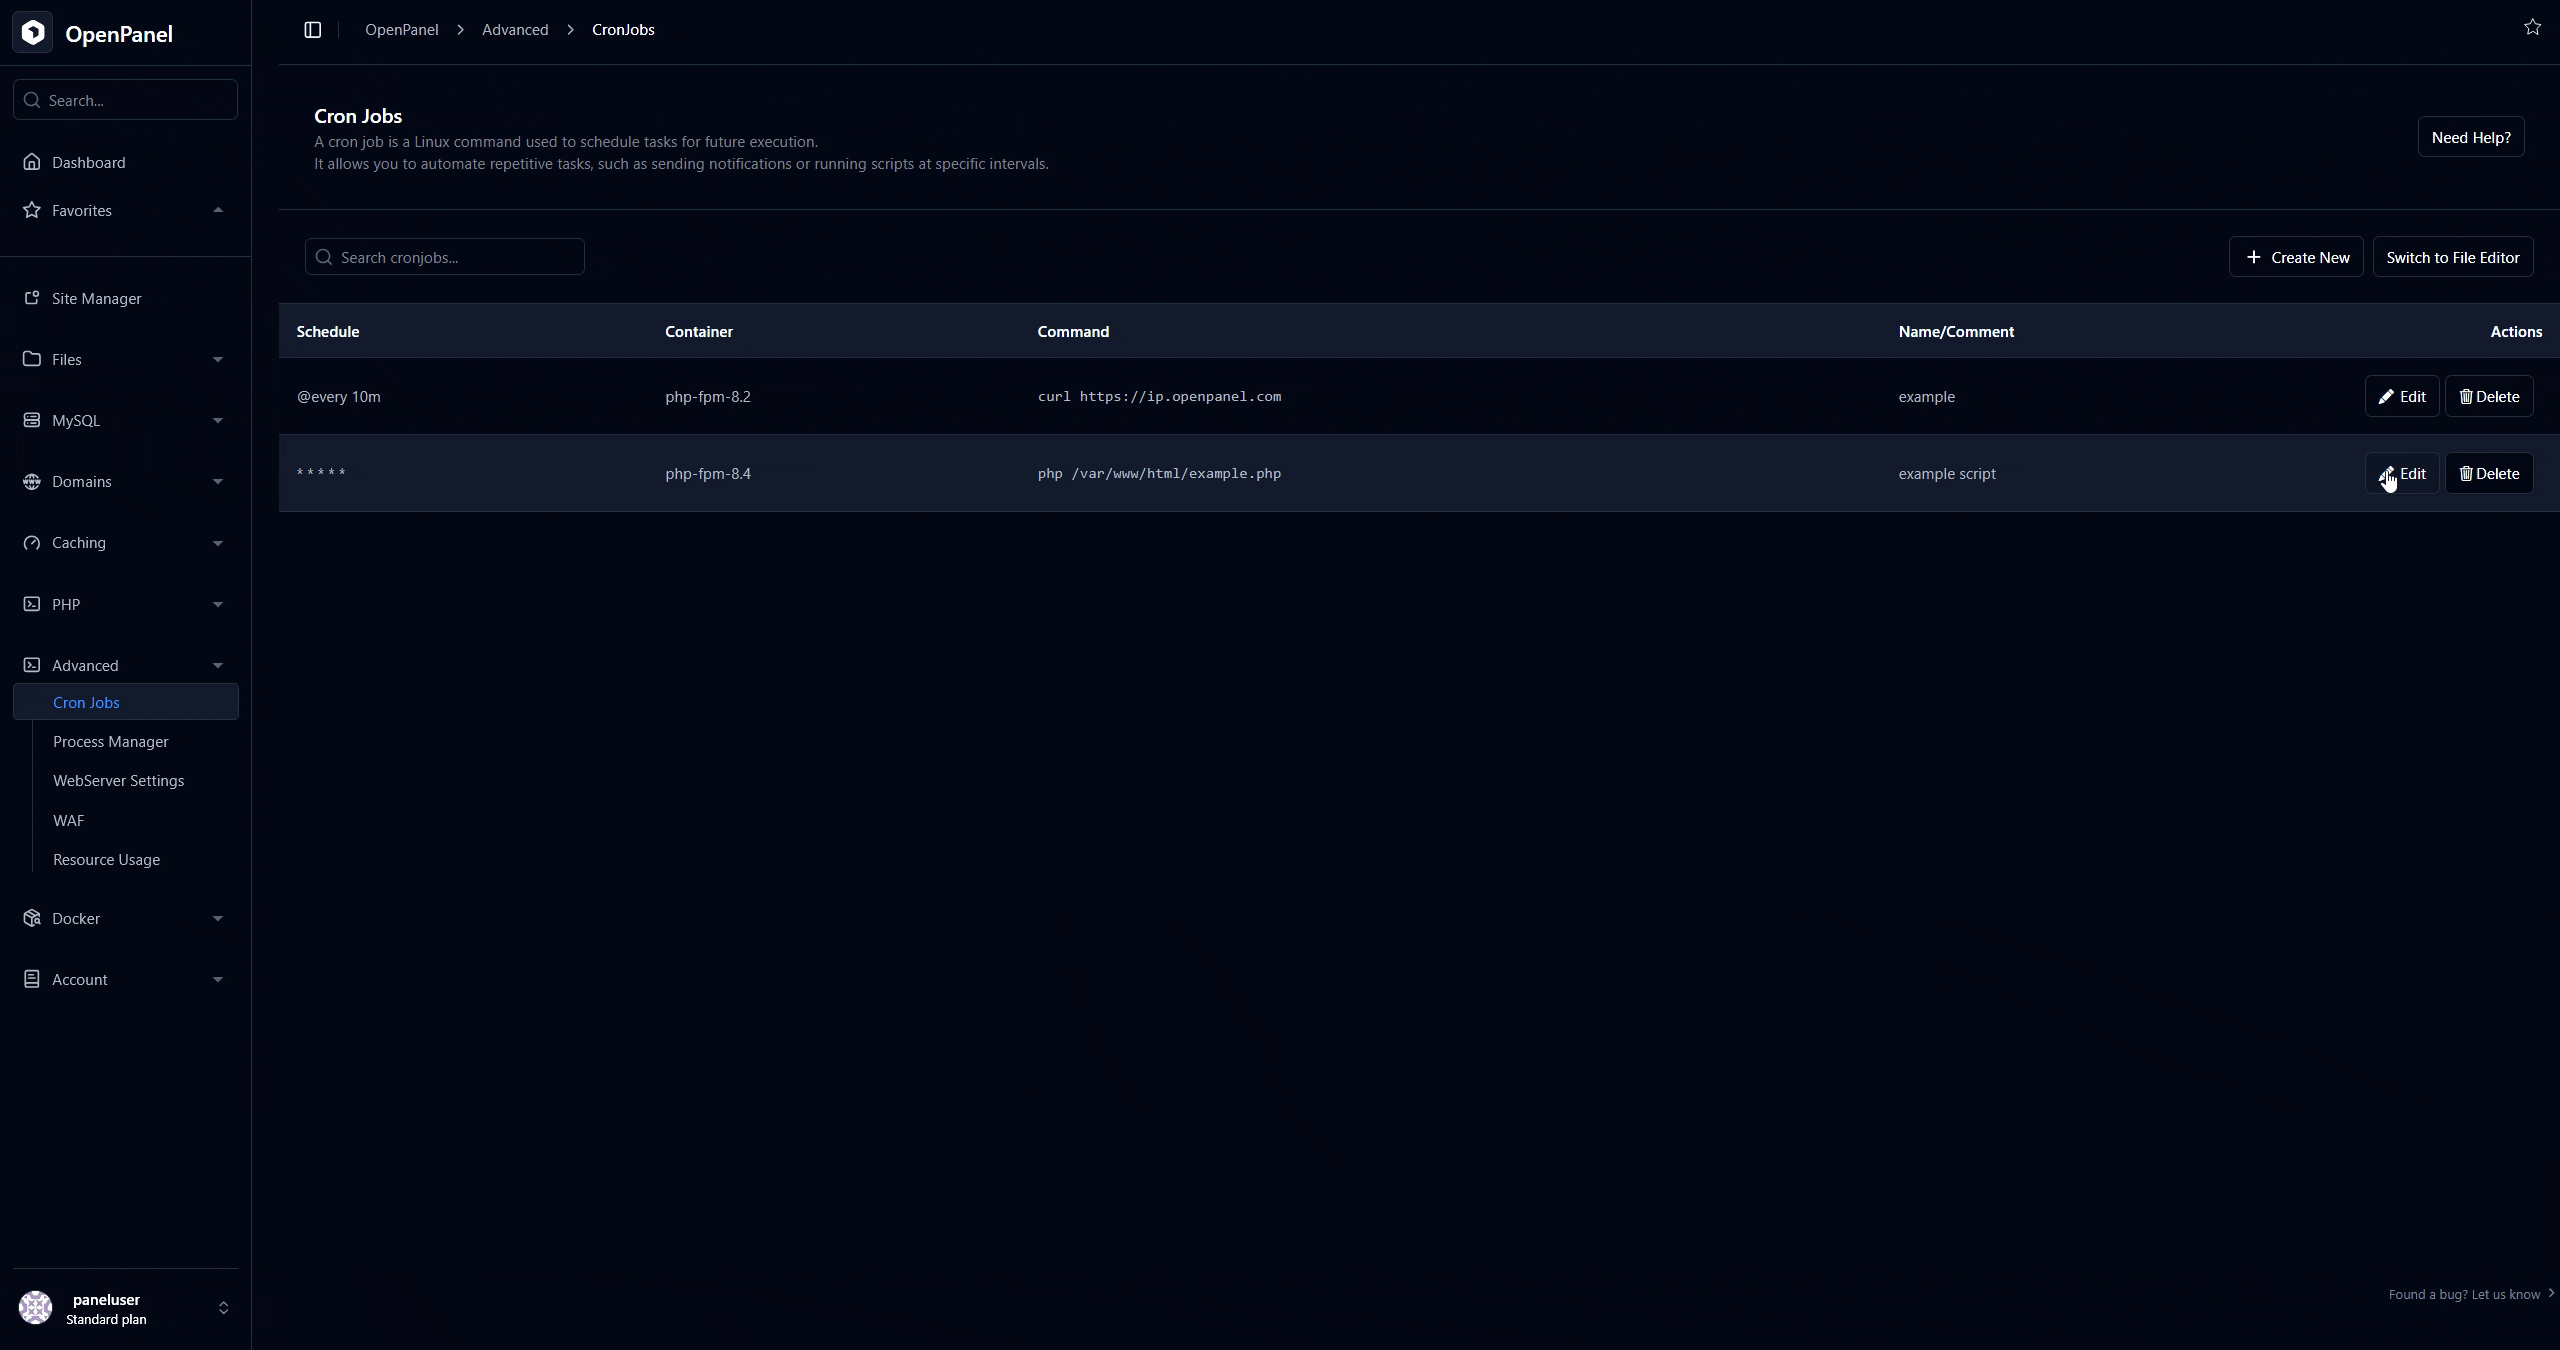 OpenPanel
Search...
Dashboard
Favorites
Site Manager
Files
MySQL
Domains
Caching
PHP
Advanced
Cron Jobs
Process Manager
WebServer Settings
WAF
Resource Usage
Docker
Account
paneluser
Standard plan
OpenPanel > Advanced > CronJobs
Cron Jobs
A cron job is a Linux command used to schedule tasks for future execution.
It allows you to automate repetitive tasks, such as sending notifications or running scripts at specific intervals.
Need Help?
Search cronjobs...
+ Create New Switch to File Editor
Schedule Container Command Name/Comment Actions
@every 10m php-fpm-8.2 curl https://ip.openpanel.com example Edit Delete
* * * * * php-fpm-8.4 php /var/www/html/example.php example script Edit Delete
Found a bug? Let us know >